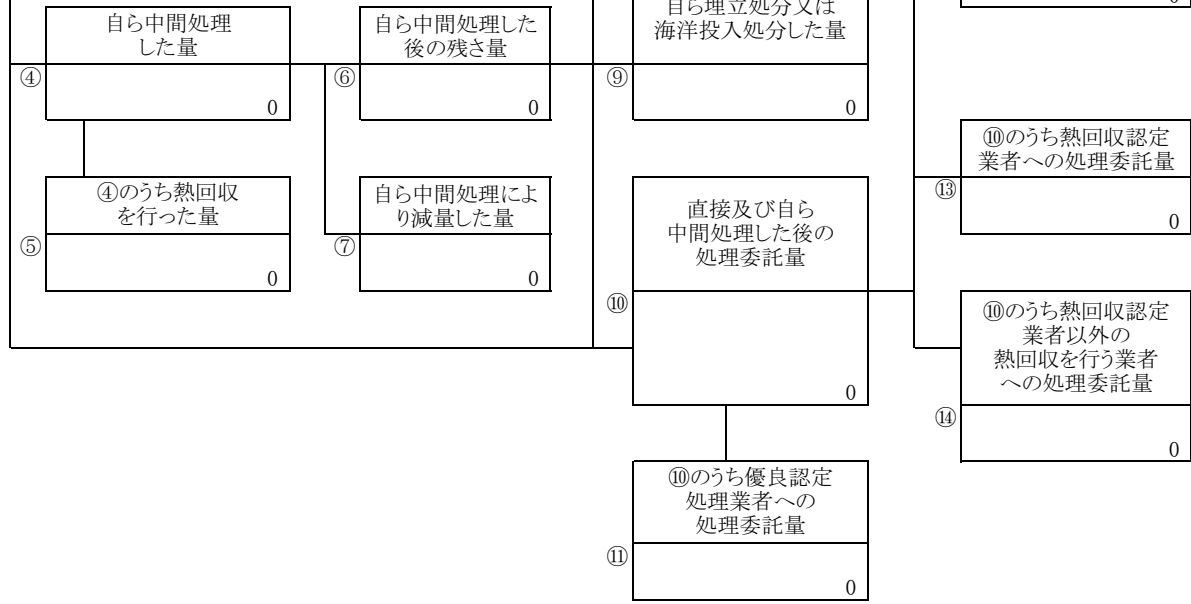 自ら中間処理
した量
④
0
④のうち熱回収
を行った量
⑤
0
自ら中間処理した
後の残さ量
⑥
0
自ら中間処理によ
り減量した量
⑦
0
自ら埋立処分又は
海洋投入処分した量
⑨
0
直接及び自ら
中間処理した後の
処理委託量
⑩
0
⑩のうち優良認定
処理業者への
処理委託量
⑪
0
⑩のうち熱回収認定
業者への処理委託量
⑬
0
⑩のうち熱回収認定
業者以外の
熱回収を行う業者
への処理委託量
⑭
0